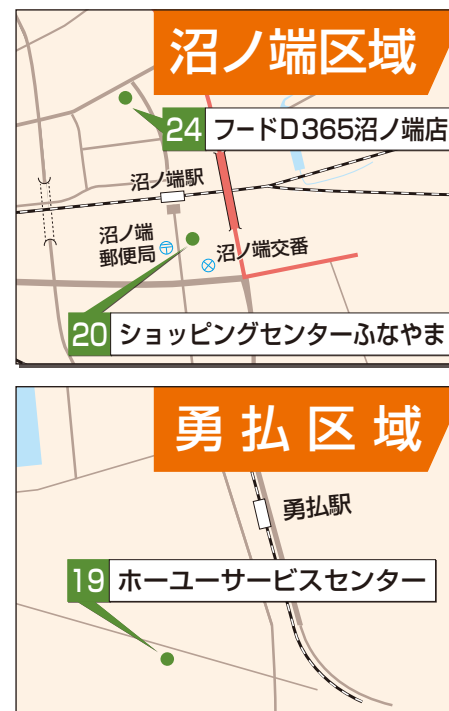 沼ノ端区域
24 フードD365沼ノ端店
沼ノ端駅
沼ノ端
郵便局
沼ノ端交番
20 ショッピングセンターふなやま
勇払区域
勇払駅
19 ホーユーサービスセンター